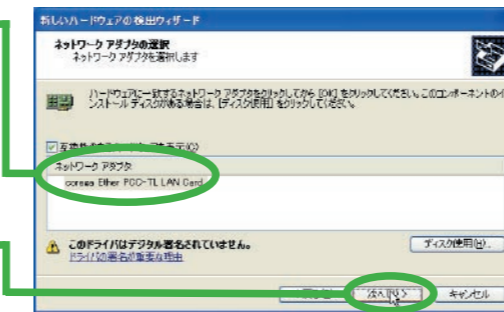 新しいハードウェアの検出ウィザード
ネットワーク アダプタの選択
ネットワーク アダプタを選択します
ハードウェアに一致するネットワーク アダプタをクリックしてから [OK] をクリックしてください。このコンポーネントのイ
ンストール ディスクがある場合は、[ディスク使用] をクリックしてください。
ネットワーク アダプタ
corega Ether PCC-TL LAN Card
このドライバはデジタル署名されていません。
ディスク使用(H)...
ドライバの署名が重要な理由
次へ(N) >
キャンセル